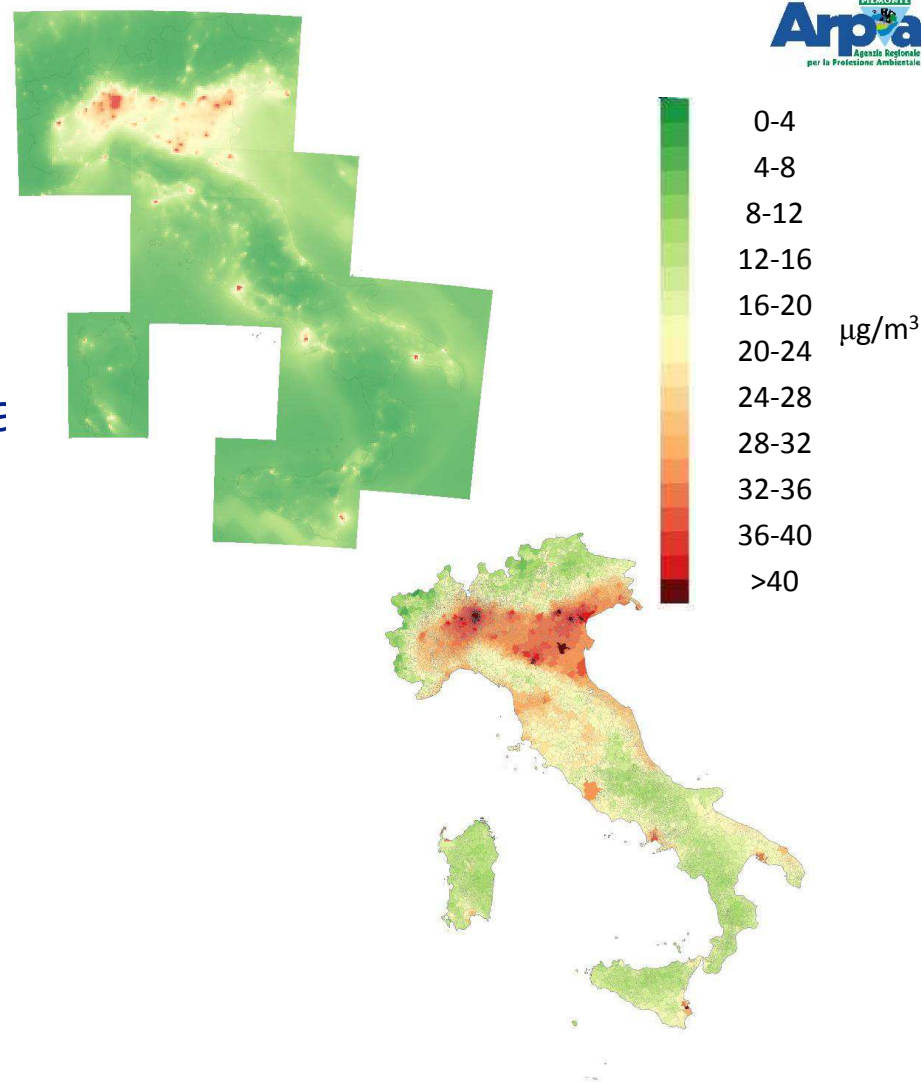 PIEMONTE
Arpa
Agenzia Regionale
per la Protezione Ambientale
0-4
4-8
8-12
12-16
16-20
20-24
24-28
28-32
32-36
36-40
>40
μg/m³
a